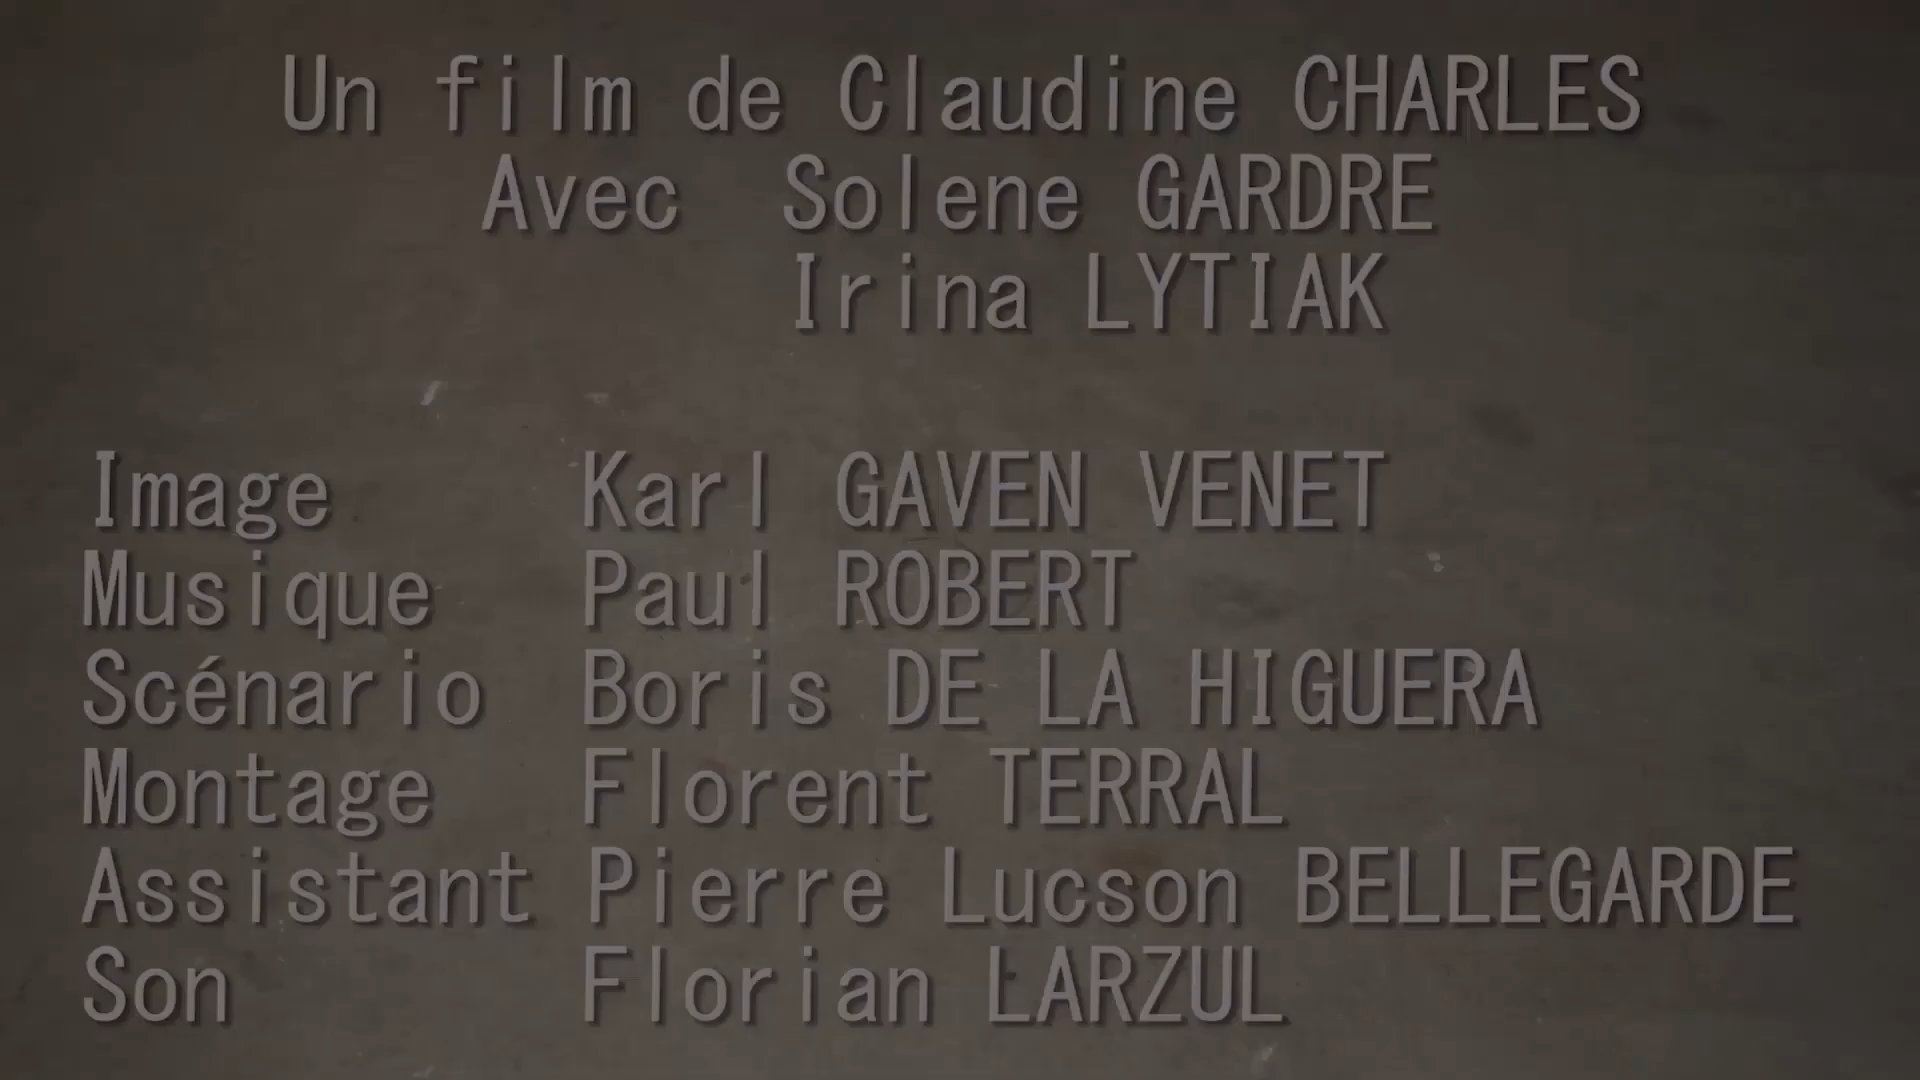 Un film de Claudine CHARLES
Avec Solene GARDRE
Irina LYTIAK
Image Karl GAVEN VENET
Musique Paul ROBERT
Scénario Boris DE LA HIGUERA
Montage Florent TERRAL
Assistant Pierre Lucson BELLEGARDE
Son Florian LARZUL